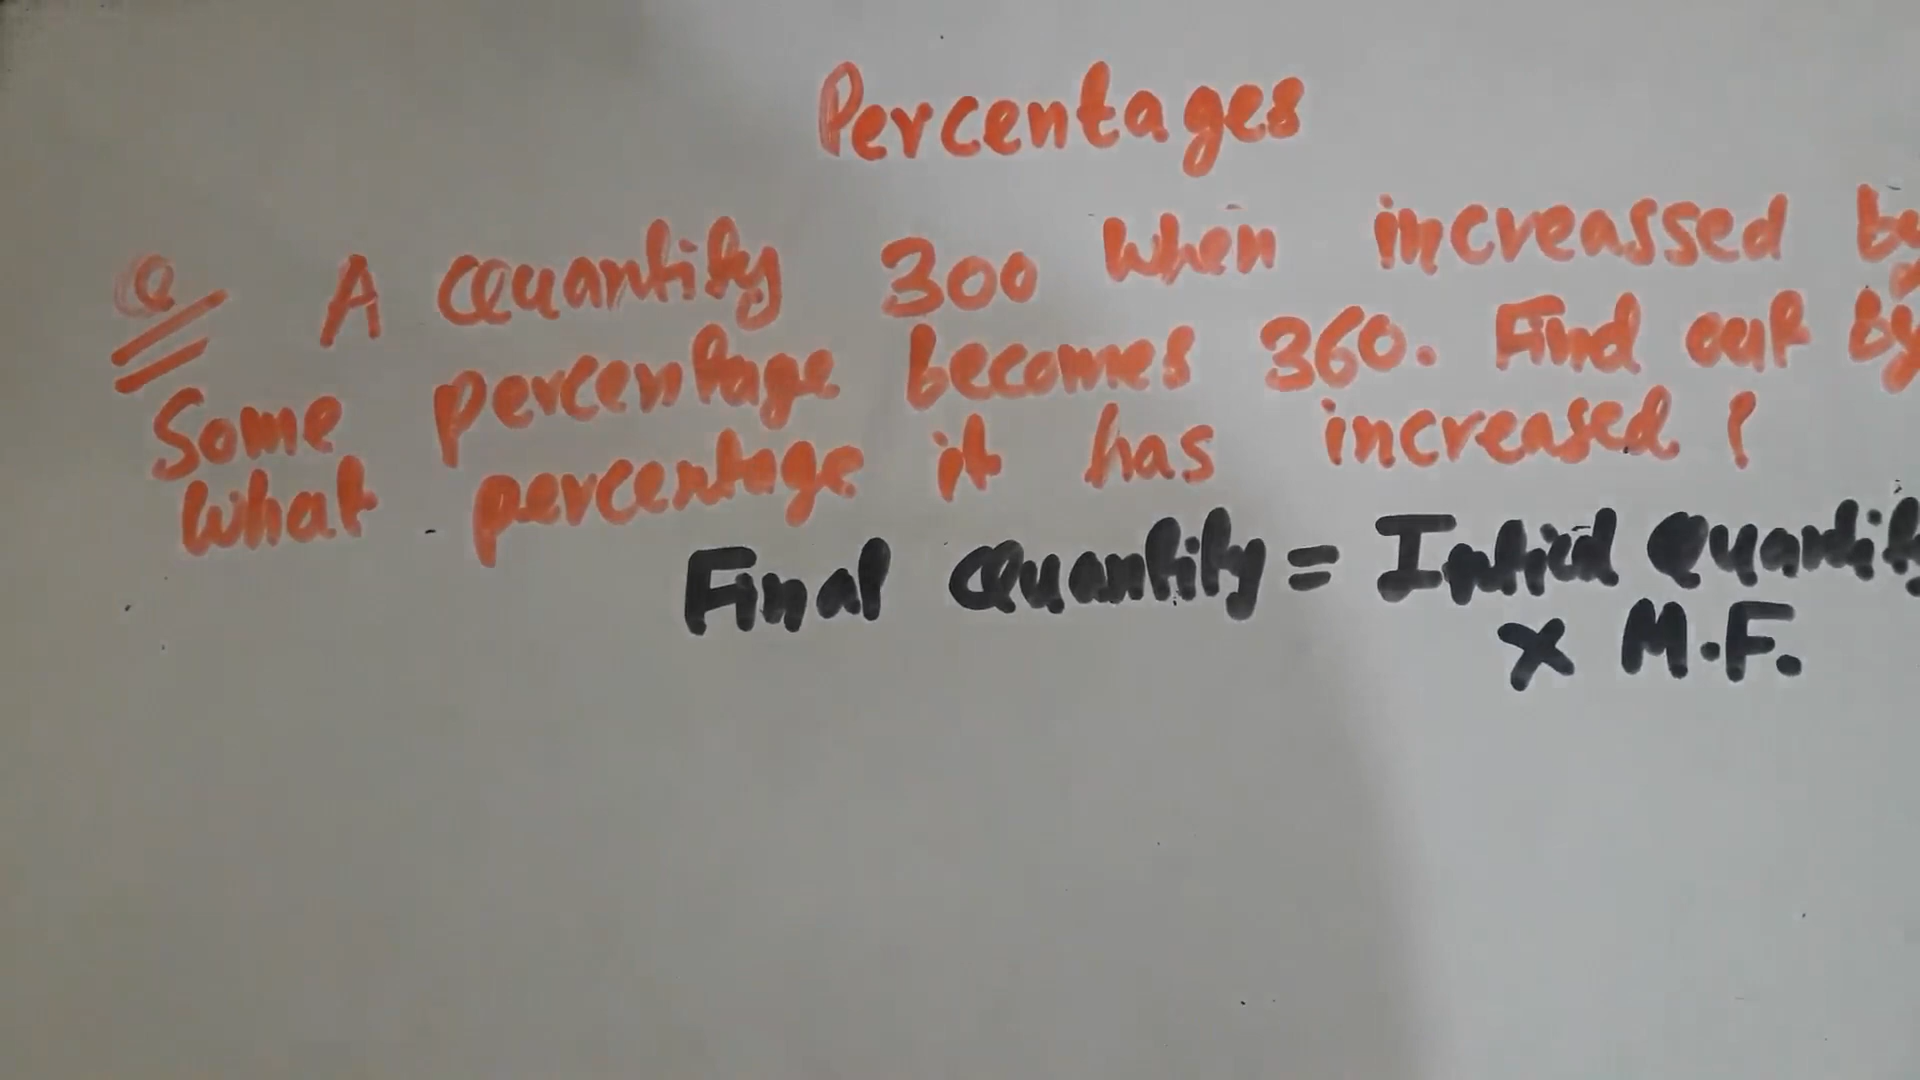 Percentages
Q A Quantity 300 when increassed by
Some percentage becomes 360. Find out by
what percentage it has increased?
Final Quantity = Initial Quantity
× M.F.